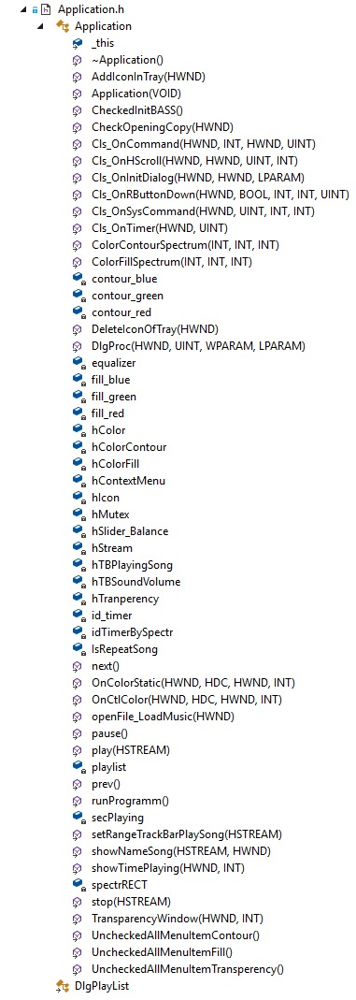 Application.h
Application
_this
~Application()
AddIconInTray(HWND)
Application(VOID)
CheckedInitBASS()
CheckOpeningCopy(HWND)
Cls_OnCommand(HWND, INT, HWND, UINT)
Cls_OnHScroll(HWND, HWND, UINT, INT)
Cls_OnInitDialog(HWND, HWND, LPARAM)
Cls_OnRButtonDown(HWND, BOOL, INT, INT, UINT)
Cls_OnSysCommand(HWND, UINT, INT, INT)
Cls_OnTimer(HWND, UINT)
ColorContourSpectrum(INT, INT, INT)
ColorFillSpectrum(INT, INT, INT)
contour_blue
contour_green
contour_red
DeleteIconOfTray(HWND)
DlgProc(HWND, UINT, WPARAM, LPARAM)
equalizer
fill_blue
fill_green
fill_red
hColor
hColorContour
hColorFill
hContextMenu
hIcon
hMutex
hSlider_Balance
hStream
hTBPlayingSong
hTBSoundVolume
hTranperency
id_timer
idTimerBySpectr
IsRepeatSong
next()
OnColorStatic(HWND, HDC, HWND, INT)
OnCtlColor(HWND, HDC, HWND, INT)
openFile_LoadMusic(HWND)
pause()
play(HSTREAM)
playlist
prev()
runProgramm()
secPlaying
setRangeTrackBarPlaySong(HSTREAM)
showNameSong(HSTREAM, HWND)
showTimePlaying(HWND, INT)
spectrRECT
stop(HSTREAM)
TransparencyWindow(HWND, INT)
UncheckedAllMenuItemContour()
UncheckedAllMenuItemFill()
UncheckedAllMenuItemTransperency()
DlgPlayList